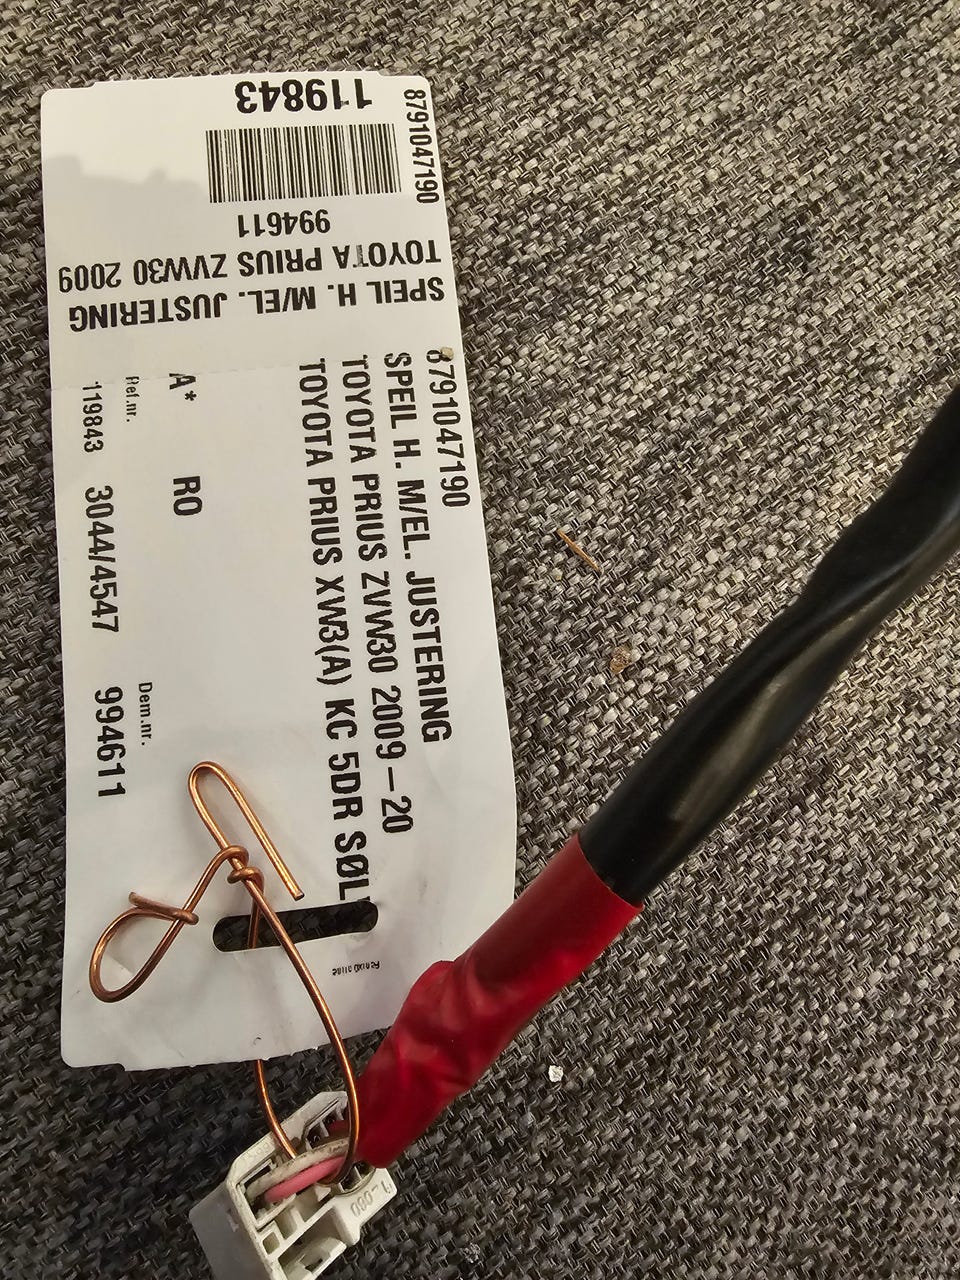 119843
8791047190
994611
TOYOTA PRIUS ZVW30 2009
SPEIL H. M/EL. JUSTERING
8791047190
SPEIL H. M/EL. JUSTERING
TOYOTA PRIUS ZVW30 2009-20
TOYOTA PRIUS XW3(A) KC 5DR SØL
A* RO
Ref.nr. Dem.nr.
119843 3044/4547 994611